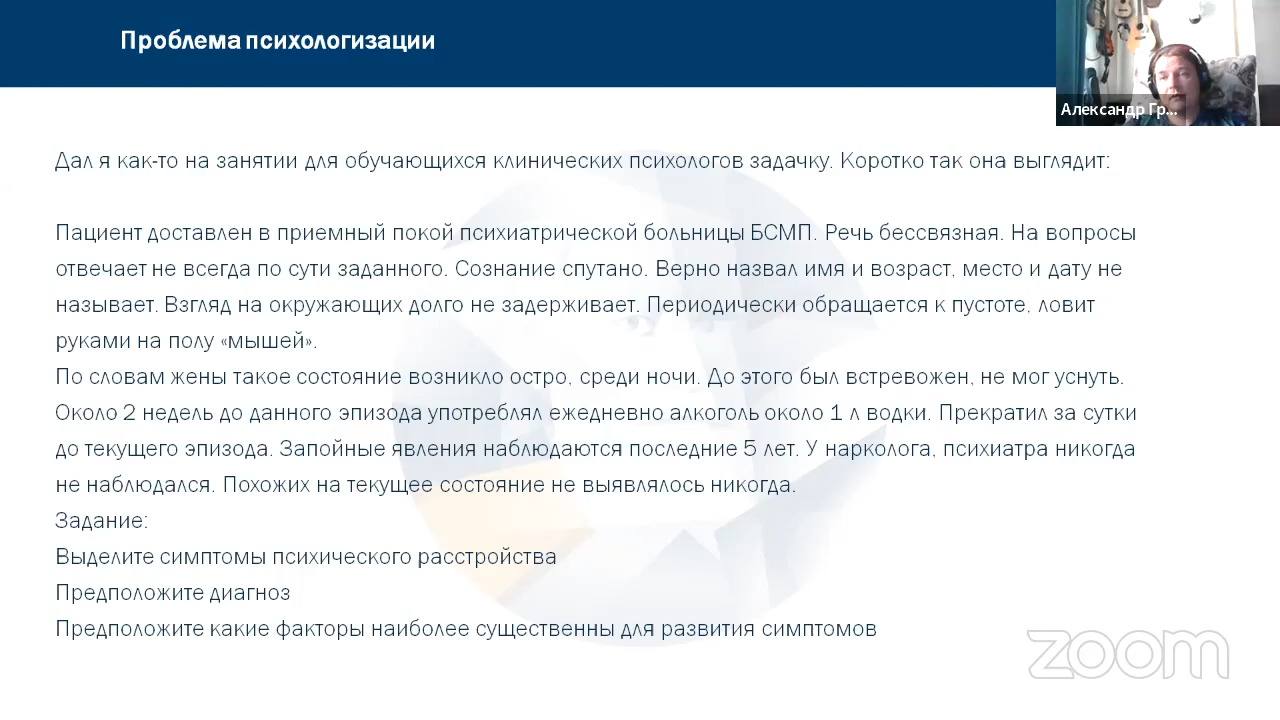 Проблема психологизации
Александр Гр...
Дал я как-то на занятии для обучающихся клинических психологов задачку. Коротко так она выглядит:
Пациент доставлен в приемный покой психиатрической больницы БСМП. Речь бессвязная. На вопросы
отвечает не всегда по сути заданного. Сознание спутано. Верно назвал имя и возраст, место и дату не
называет. Взгляд на окружающих долго не задерживает. Периодически обращается к пустоте, ловит
руками на полу «мышей».
По словам жены такое состояние возникло остро, среди ночи. До этого был встревожен, не мог уснуть.
Около 2 недель до данного эпизода употреблял ежедневно алкоголь около 1 л водки. Прекратил за сутки
до текущего эпизода. Запойные явления наблюдаются последние 5 лет. У нарколога, психиатра никогда
не наблюдался. Похожих на текущее состояние не выявлялось никогда.
Задание:
Выделите симптомы психического расстройства
Предположите диагноз
Предположите какие факторы наиболее существенны для развития симптомов
zoom